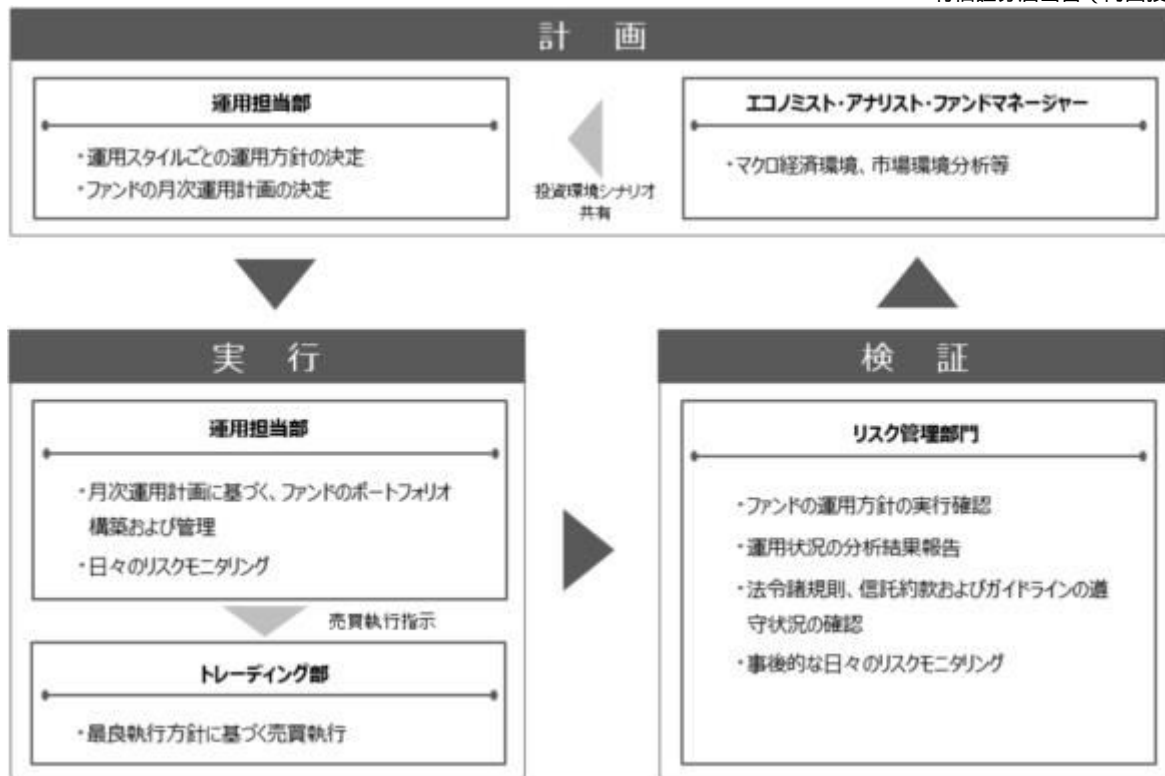 計 画
運用担当部
・運用スタイルごとの運用方針の決定
・ファンドの月次運用計画の決定
投資環境シナリオ
共有
エコノミスト・アナリスト・ファンドマネージャー
・マクロ経済環境、市場環境分析等
実 行
運用担当部
・月次運用計画に基づく、ファンドのポートフォリオ
構築および管理
・日々のリスクモニタリング
売買執行指示
トレーディング部
・最良執行方針に基づく売買執行
検 証
リスク管理部門
・ファンドの運用方針の実行確認
・運用状況の分析結果報告
・法令諸規則、信託約款およびガイドラインの遵
守状況の確認
・事後的な日々のリスクモニタリング